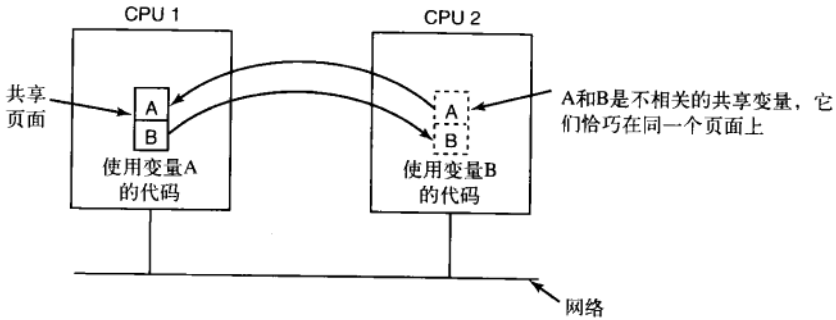 CPU 1
CPU 2
共享
页面
A
B
A
B
A和B是不相关的共享变量，它
们恰巧在同一个页面上
使用变量A
的代码
使用变量B
的代码
网络